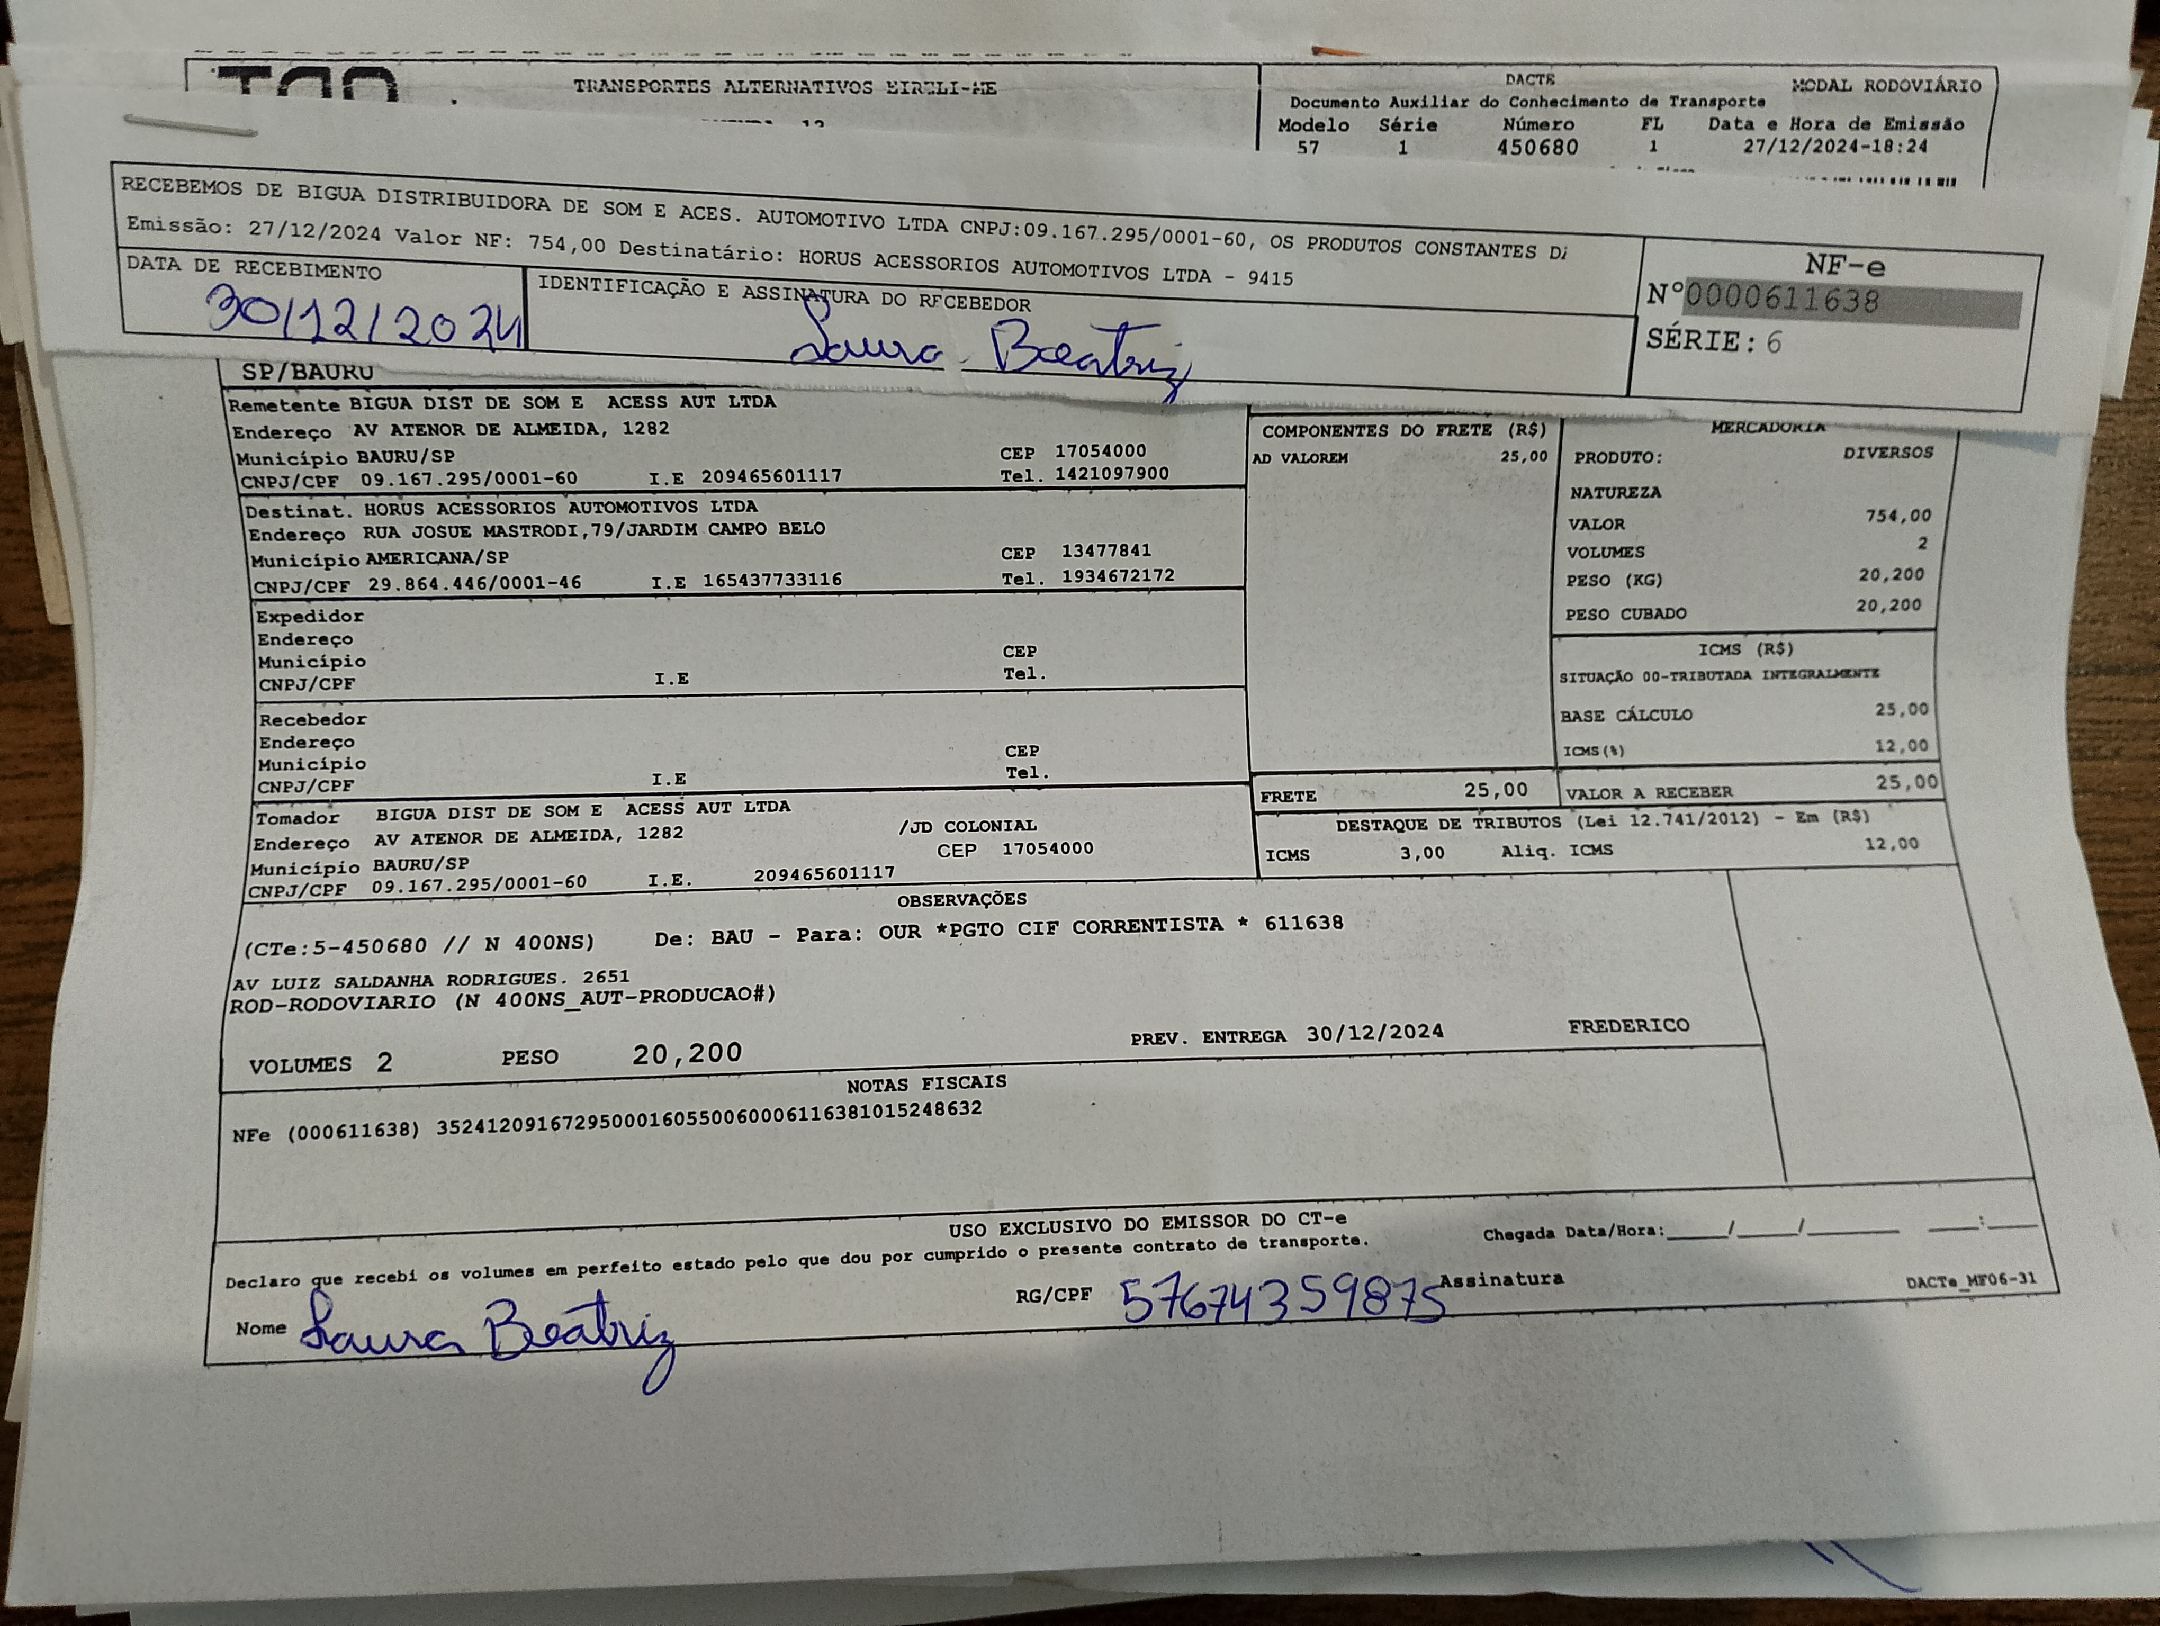 TRANSPORTES ALTERNATIVOS EIRELI-ME
DACTE
MODAL RODOVIÁRIO
Documento Auxiliar do Conhecimento de Transporte
Modelo Série Número FL Data e Hora de Emissão
57 1 450680 1 27/12/2024-18:24
RECEBEMOS DE BIGUA DISTRIBUIDORA DE SOM E ACES. AUTOMOTIVO LTDA CNPJ:09.167.295/0001-60, OS PRODUTOS CONSTANTES
Emissão: 27/12/2024 Valor NF: 754,00 Destinatário: HORUS ACESSORIOS AUTOMOTIVOS LTDA - 9415
DATA DE RECEBIMENTO
30/12/2024
IDENTIFICAÇÃO E ASSINATURA DO RECEBEDOR
Laura Beatriz
NF-e
Nº0000611638
SÉRIE: 6
SP/BAURU
Remetente BIGUA DIST DE SOM E ACESS AUT LTDA
Endereço AV ATENOR DE ALMEIDA, 1282
Município BAURU/SP CEP 17054000
CNPJ/CPF 09.167.295/0001-60 I.E 209465601117 Tel. 1421097900
Destinat. HORUS ACESSORIOS AUTOMOTIVOS LTDA
Endereço RUA JOSUE MASTRODI,79/JARDIM CAMPO BELO
Município AMERICANA/SP CEP 13477841
CNPJ/CPF 29.864.446/0001-46 I.E 165437733116 Tel. 1934672172
Expedidor
Endereço
Município CEP
CNPJ/CPF I.E Tel.
Recebedor
Endereço
Município CEP
CNPJ/CPF I.E Tel.
Tomador BIGUA DIST DE SOM E ACESS AUT LTDA
Endereço AV ATENOR DE ALMEIDA, 1282 /JD COLONIAL
Município BAURU/SP CEP 17054000
CNPJ/CPF 09.167.295/0001-60 I.E. 209465601117
COMPONENTES DO FRETE (R$)
AD VALOREM 25,00
FRETE 25,00
MERCADORIA
PRODUTO: DIVERSOS
NATUREZA
VALOR 754,00
VOLUMES 2
PESO (KG) 20,200
PESO CUBADO 20,200
ICMS (R$)
SITUAÇÃO 00-TRIBUTADA INTEGRALMENTE
BASE CÁLCULO 25,00
ICMS(%) 12,00
VALOR A RECEBER 25,00
DESTAQUE DE TRIBUTOS (Lei 12.741/2012) - Em (R$)
ICMS 3,00 Aliq. ICMS 12,00
OBSERVAÇÕES
(CTe:5-450680 // N 400NS) De: BAU - Para: OUR *PGTO CIF CORRENTISTA * 611638
AV LUIZ SALDANHA RODRIGUES. 2651
ROD-RODOVIARIO (N 400NS_AUT-PRODUCAO#)
VOLUMES 2 PESO 20,200 PREV. ENTREGA 30/12/2024 FREDERICO
NOTAS FISCAIS
NFe (000611638) 35241209167295000160550060006116381015248632
USO EXCLUSIVO DO EMISSOR DO CT-e
Declaro que recebi os volumes em perfeito estado pelo que dou por cumprido o presente contrato de transporte.
Chegada Data/Hora:____/____/______ ___:___
Nome Laura Beatriz RG/CPF 57674359875 Assinatura
DACTe_MF06-31